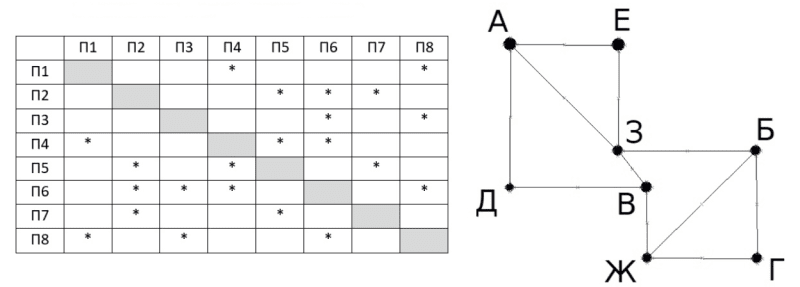 П1 П2 П3 П4 П5 П6 П7 П8
П1 * *
П2 * * *
П3 * *
П4 * * *
П5 * * *
П6 * * * *
П7 * *
П8 * * *
А Е
З Б
Д В
Ж Г